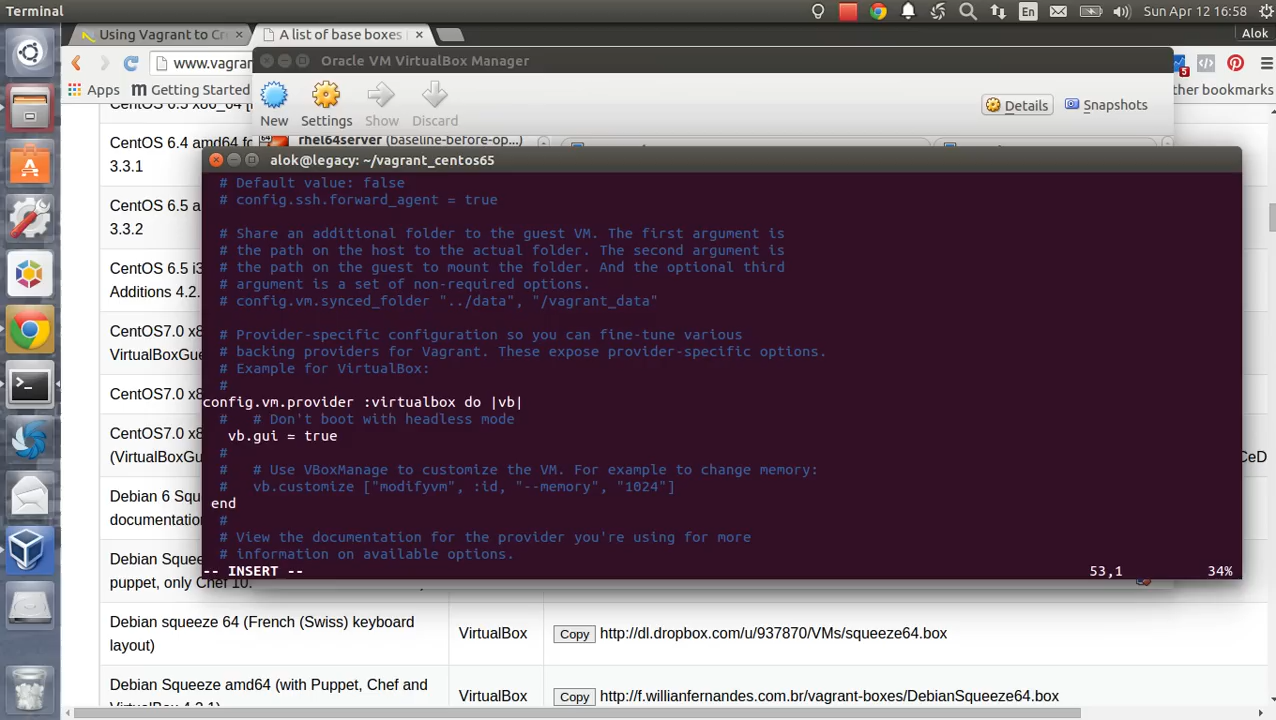 Terminal
En
Sun Apr 12 16:58
Using Vagrant to Cr
A list of base boxes
Alok
Oracle VM VirtualBox Manager
www.vagran
5
Apps
Getting Started
ther bookmarks
New
Settings
Show
Discard
Details
Snapshots
rhel64server (baseline-before-op...)
CentOS 6.4 amd64 fo
3.3.1
CentOS 6.5 a
3.3.2
CentOS 6.5 i3
Additions 4.2.
CentOS7.0 x8
VirtualBoxGue
CentOS7.0 x8
CentOS7.0 x8
(VirtualBoxGu
CeD
Debian 6 Squ
documentatio
Debian Squee
puppet, only Chef 10.
alok@legacy: ~/vagrant_centos65
# Default value: false
# config.ssh.forward_agent = true
# Share an additional folder to the guest VM. The first argument is
# the path on the host to the actual folder. The second argument is
# the path on the guest to mount the folder. And the optional third
# argument is a set of non-required options.
# config.vm.synced_folder "../data", "/vagrant_data"
# Provider-specific configuration so you can fine-tune various
# backing providers for Vagrant. These expose provider-specific options.
# Example for VirtualBox:
#
config.vm.provider :virtualbox do |vb|
#   # Don't boot with headless mode
vb.gui = true
#
#   # Use VBoxManage to customize the VM. For example to change memory:
#   vb.customize ["modifyvm", :id, "--memory", "1024"]
end
#
# View the documentation for the provider you're using for more
# information on available options.
-- INSERT --
53,1
34%
Debian squeeze 64 (French (Swiss) keyboard
layout)
VirtualBox
Copy
http://dl.dropbox.com/u/937870/VMs/squeeze64.box
Debian Squeeze amd64 (with Puppet, Chef and
VirtualBox
Copy
http://f.willianfernandes.com.br/vagrant-boxes/DebianSqueeze64.box